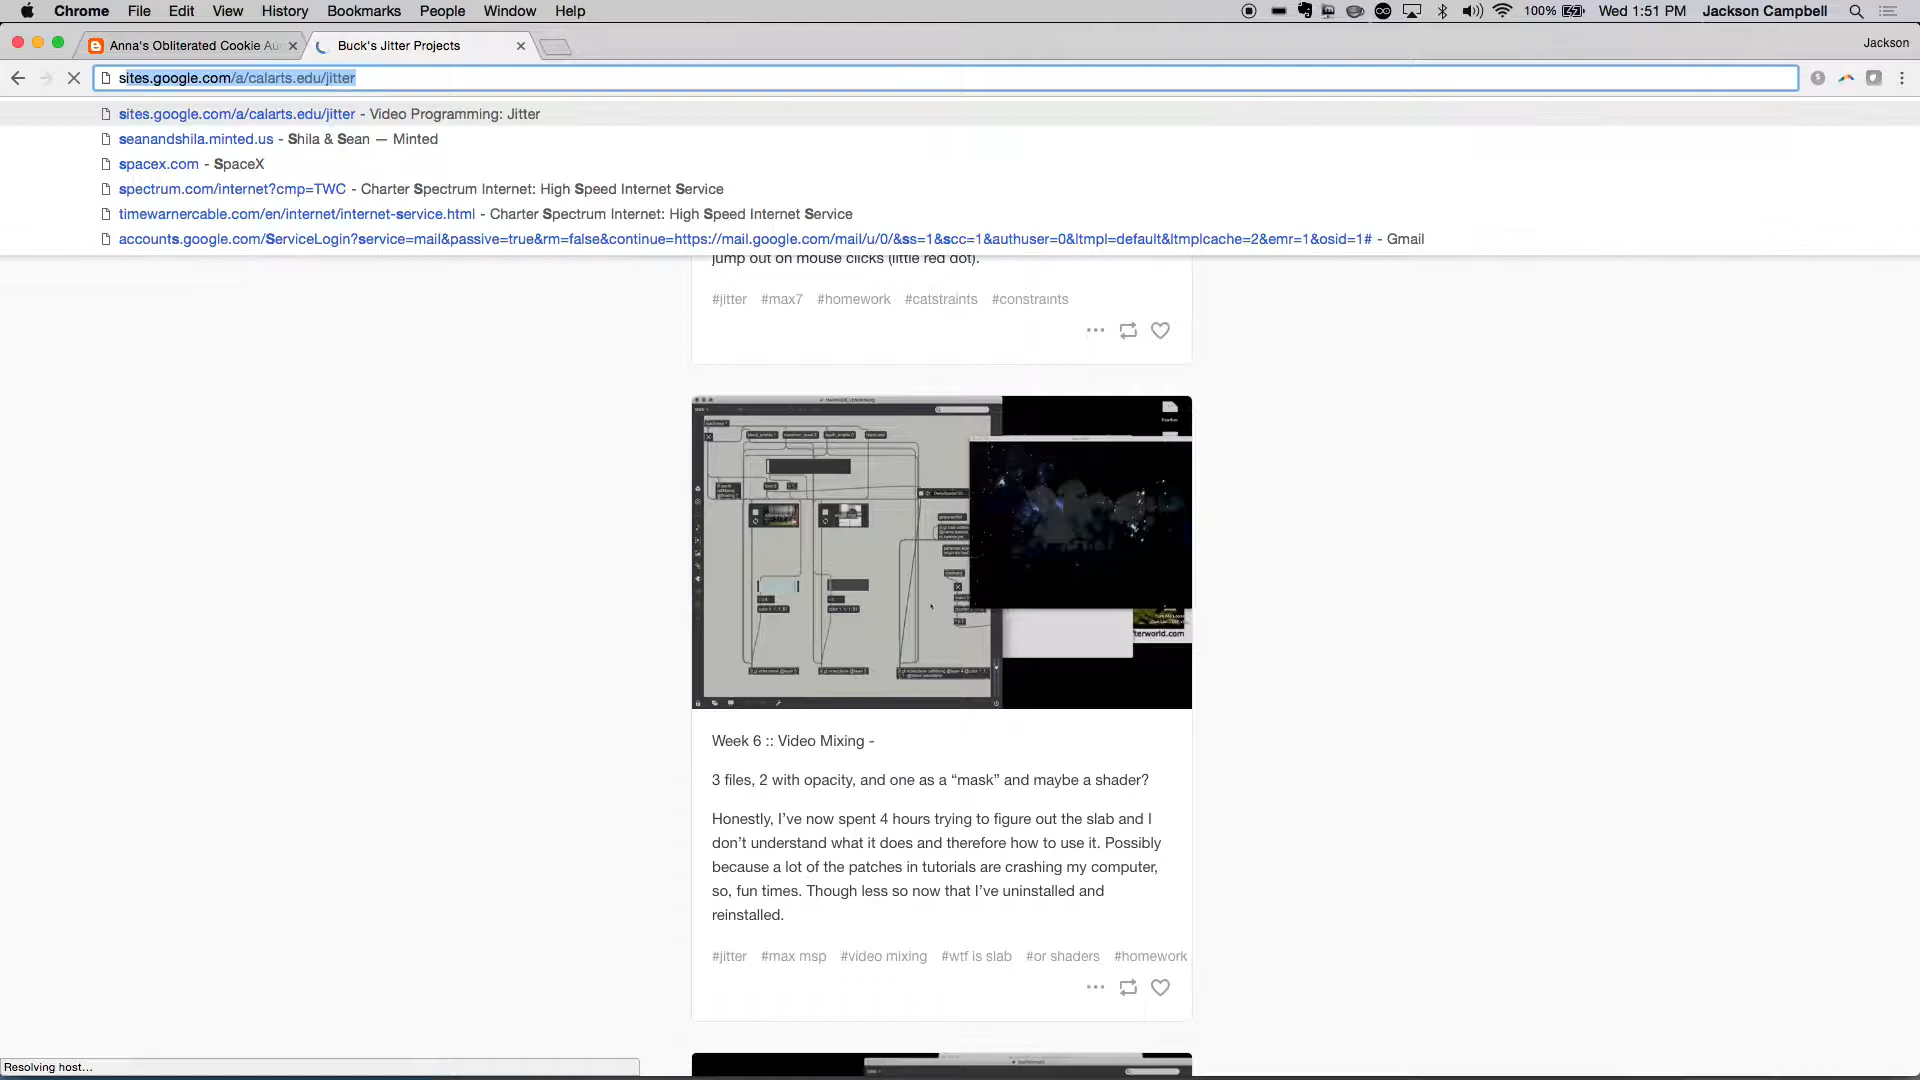 Chrome File Edit View History Bookmarks People Window Help 100% Wed 1:51 PM Jackson Campbell
Anna's Obliterated Cookie Au
Buck's Jitter Projects
Jackson
sites.google.com/a/calarts.edu/jitter
sites.google.com/a/calarts.edu/jitter - Video Programming: Jitter
seanandshila.minted.us - Shila & Sean — Minted
spacex.com - SpaceX
spectrum.com/internet?cmp=TWC - Charter Spectrum Internet: High Speed Internet Service
timewarnercable.com/en/internet/internet-service.html - Charter Spectrum Internet: High Speed Internet Service
accounts.google.com/ServiceLogin?service=mail&passive=true&rm=false&continue=https://mail.google.com/mail/u/0/&ss=1&scc=1&authuser=0&ltmpl=default&ltmplcache=2&emr=1&osid=1# - Gmail
jump out on mouse clicks (little red dot).
#jitter #max7 #homework #catstraints #constraints
fterworld.com
Week 6 :: Video Mixing -
3 files, 2 with opacity, and one as a “mask” and maybe a shader?
Honestly, I’ve now spent 4 hours trying to figure out the slab and I
don’t understand what it does and therefore how to use it. Possibly
because a lot of the patches in tutorials are crashing my computer,
so, fun times. Though less so now that I’ve uninstalled and
reinstalled.
#jitter #max msp #video mixing #wtf is slab #or shaders #homework
Resolving host...